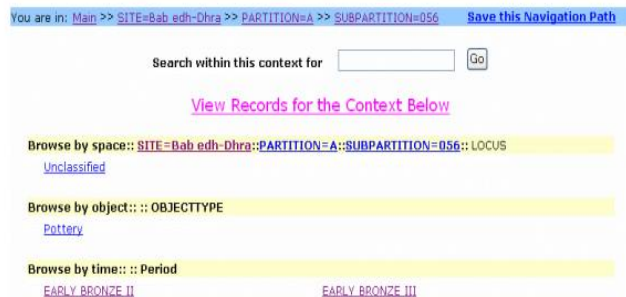 You are in: Main >> SITE=Bab edh-Dhra >> PARTITION=A >> SUBPARTITION=056 Save this Navigation Path
Search within this context for Go
View Records for the Context Below
Browse by space:: SITE=Bab edh-Dhra::PARTITION=A::SUBPARTITION=056:: LOCUS
Unclassified
Browse by object:: :: OBJECTTYPE
Pottery
Browse by time:: :: Period
EARLY BRONZE II EARLY BRONZE III